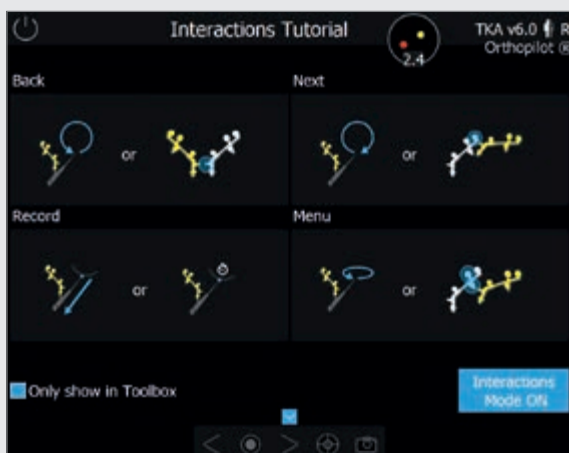 Interactions Tutorial
TKA v6.0 R
Orthopilot ®
2.4
Back
Next
or
or
Record
Menu
or
or
Only show in Toolbox
Interactions
Mode ON